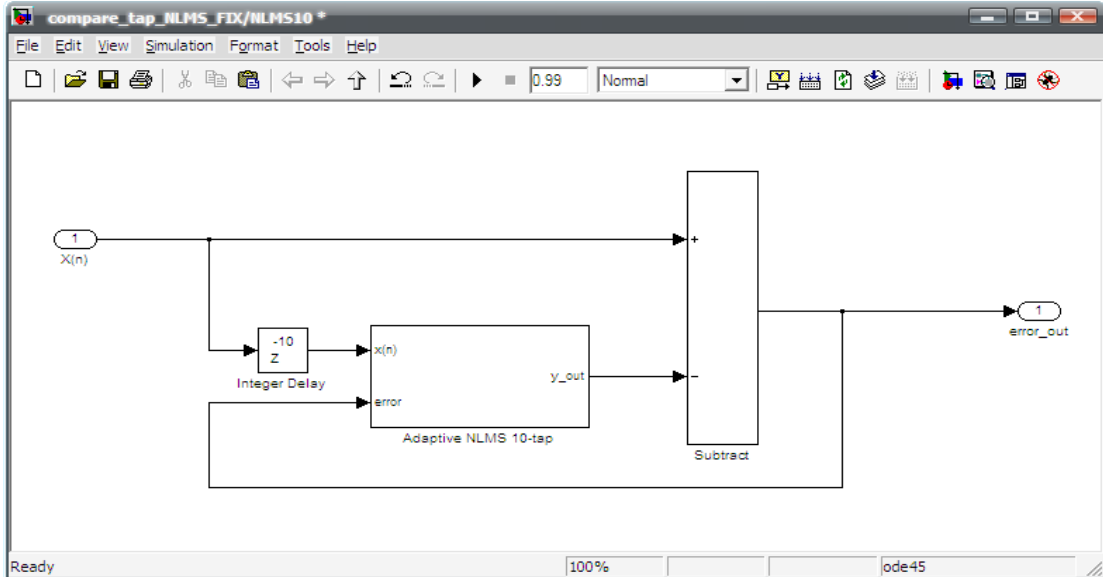 compare_tap_NLMS_FIX/NLMS10 *
File Edit View Simulation Format Tools Help
0.99 Normal
1
X(n)
-10
Z
Integer Delay
x(n)
error
y_out
Adaptive NLMS 10-tap
+
−
Subtract
1
error_out
Ready 100% ode45